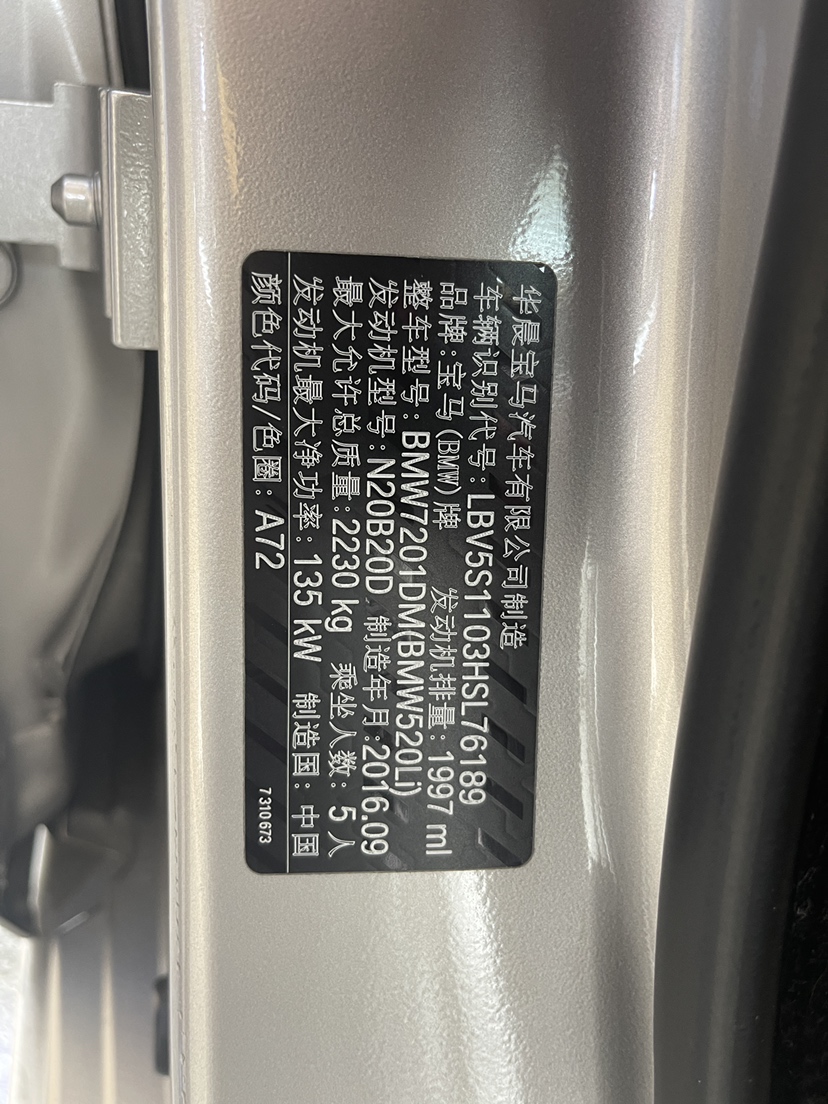 华晨宝马汽车有限公司制造
车辆识别代号: LBV5S1103HSL76189
品牌:宝马(BMW)牌 发动机排量: 1997 ml
整车型号: BMW7201DM(BMW520Li)
发动机型号: N20B20D 制造年月:2016.09
最大允许总质量: 2230 kg 乘坐人数: 5 人
发动机最大净功率: 135 kW 制造国: 中国
颜色代码/色圈: A72
7 310 673